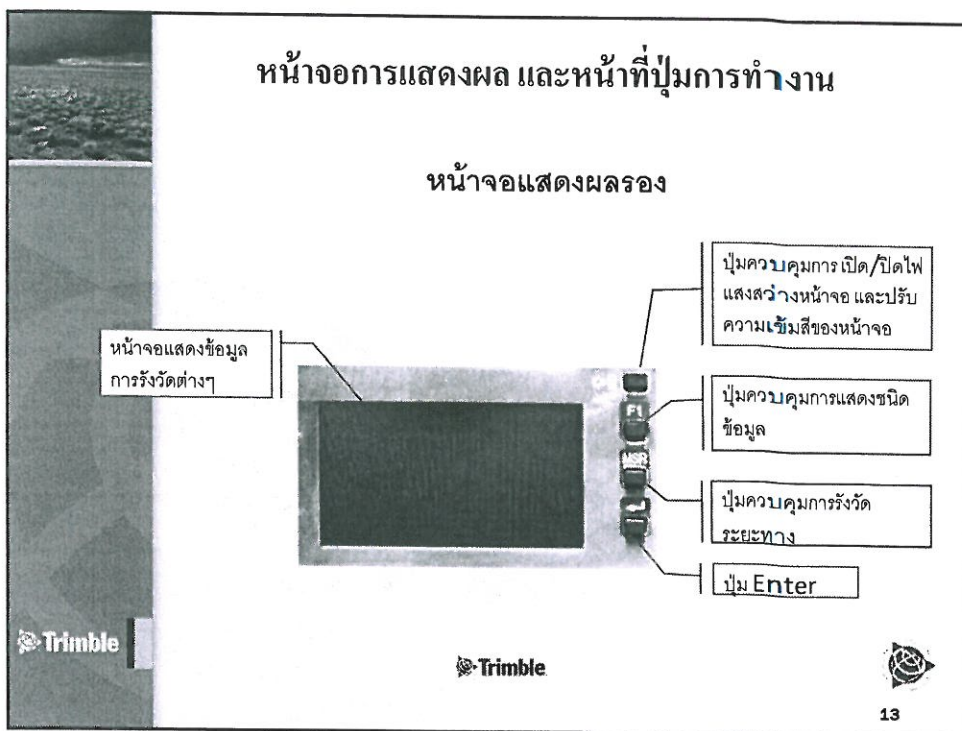 หน้าจอการแสดงผล และหน้าที่ปุ่มการทำงาน
หน้าจอแสดงผลรอง
หน้าจอแสดงข้อมูล
การรังวัดต่างๆ
ปุ่มควบคุมการ เปิด/ปิดไฟ
แสงสว่างหน้าจอ และปรับ
ความเข้มสีของหน้าจอ
F1
ปุ่มควบคุมการแสดงชนิด
ข้อมูล
MSR
ปุ่มควบคุมการรังวัด
ระยะทาง
ปุ่ม Enter
Trimble
Trimble
13